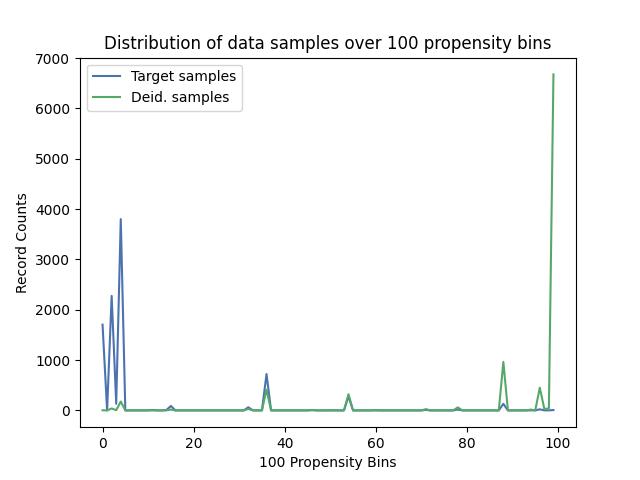 Distribution of data samples over 100 propensity bins
Target samples
Deid. samples
7000
6000
5000
4000
3000
2000
1000
0
Record Counts
0 20 40 60 80 100
100 Propensity Bins